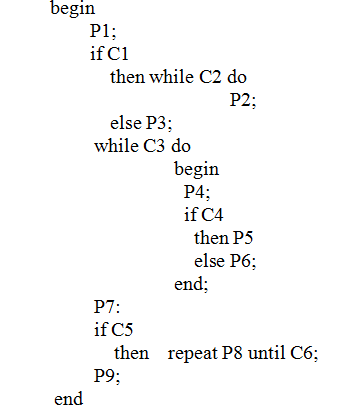 begin
P1;
if C1
then while C2 do
P2;
else P3;
while C3 do
begin
P4;
if C4
then P5
else P6;
end;
P7:
if C5
then repeat P8 until C6;
P9;
end